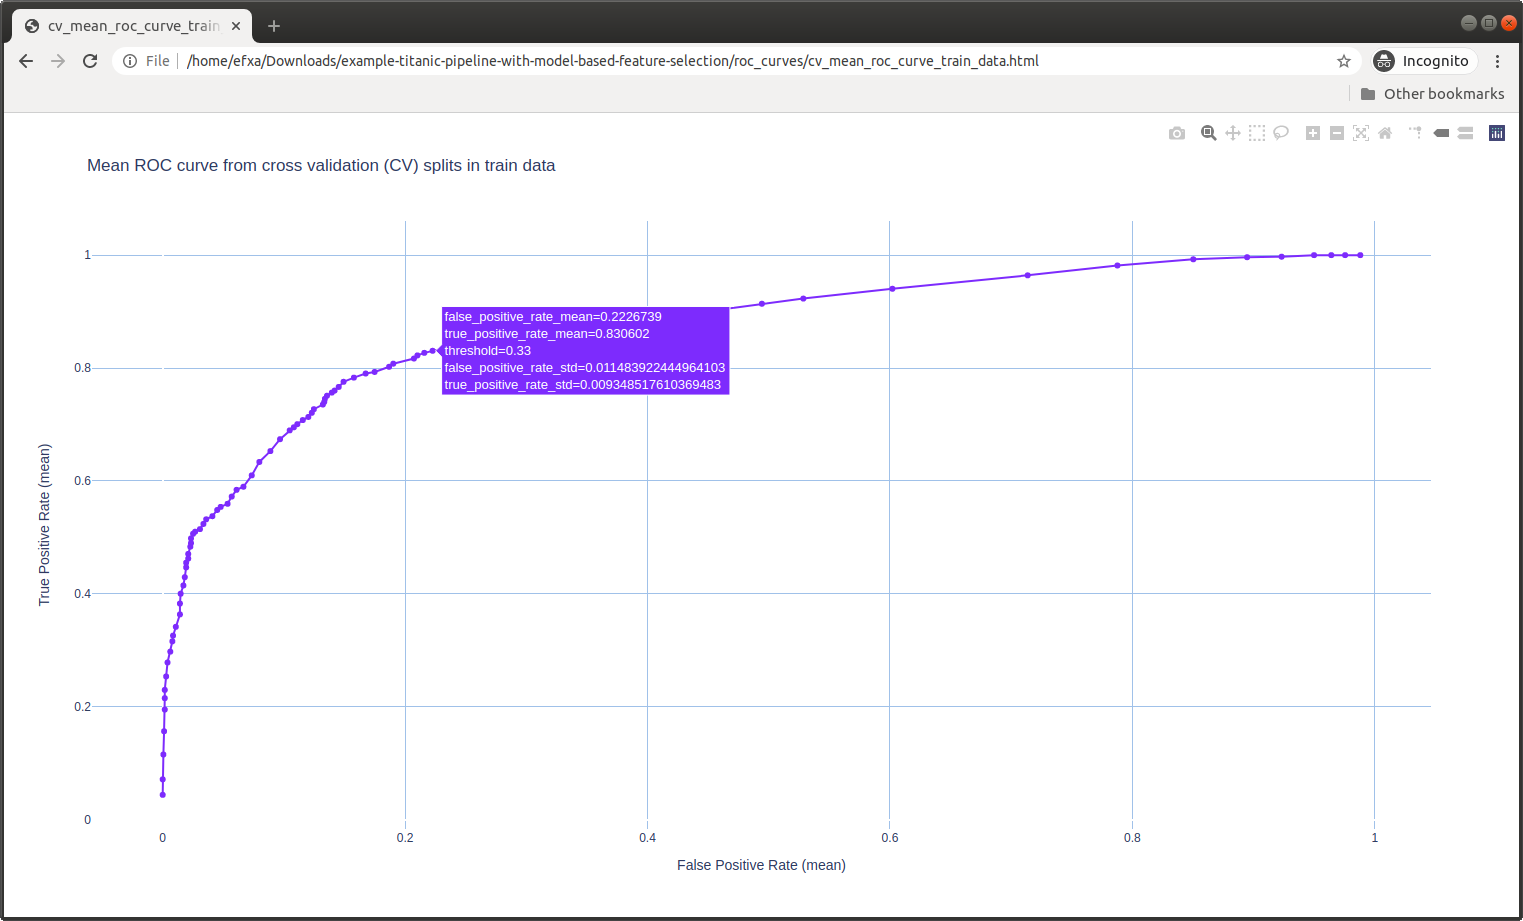 cv_mean_roc_curve_train
File
/home/efxa/Downloads/example-titanic-pipeline-with-model-based-feature-selection/roc_curves/cv_mean_roc_curve_train_data.html
Incognito
Other bookmarks
Mean ROC curve from cross validation (CV) splits in train data
1
0.8
0.6
0.4
0.2
0
True Positive Rate (mean)
false_positive_rate_mean=0.2226739
true_positive_rate_mean=0.830602
threshold=0.33
false_positive_rate_std=0.011483922444964103
true_positive_rate_std=0.009348517610369483
0
0.2
0.4
0.6
0.8
1
False Positive Rate (mean)